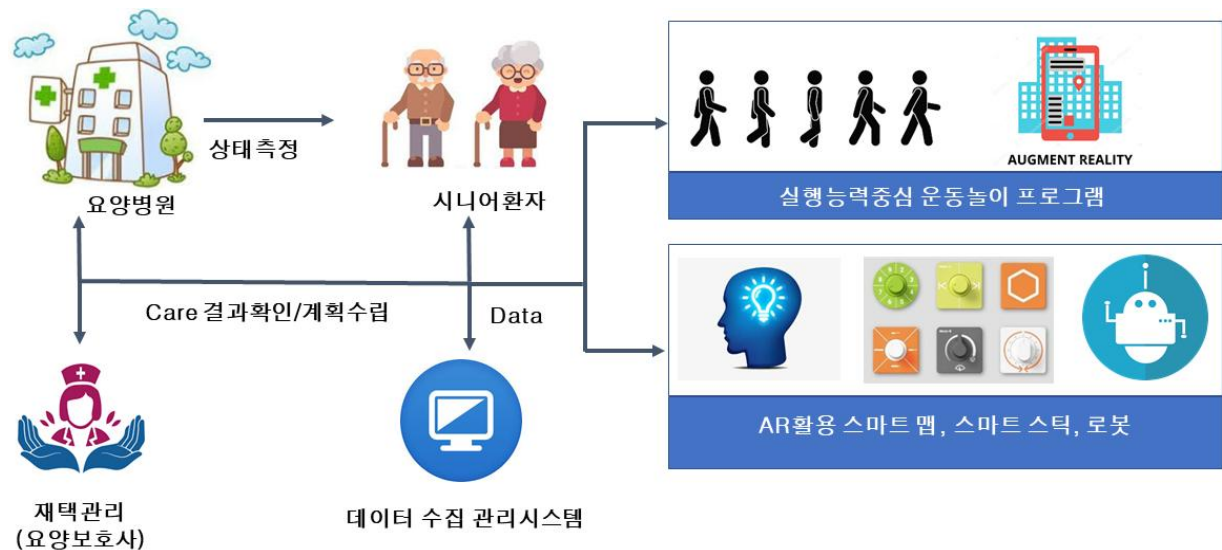 상태측정
요양병원
시니어환자
AUGMENT REALITY
실행능력중심 운동놀이 프로그램
Care 결과확인/계획수립
Data
AR활용 스마트 맵, 스마트 스틱, 로봇
재택관리
(요양보호사)
데이터 수집 관리시스템